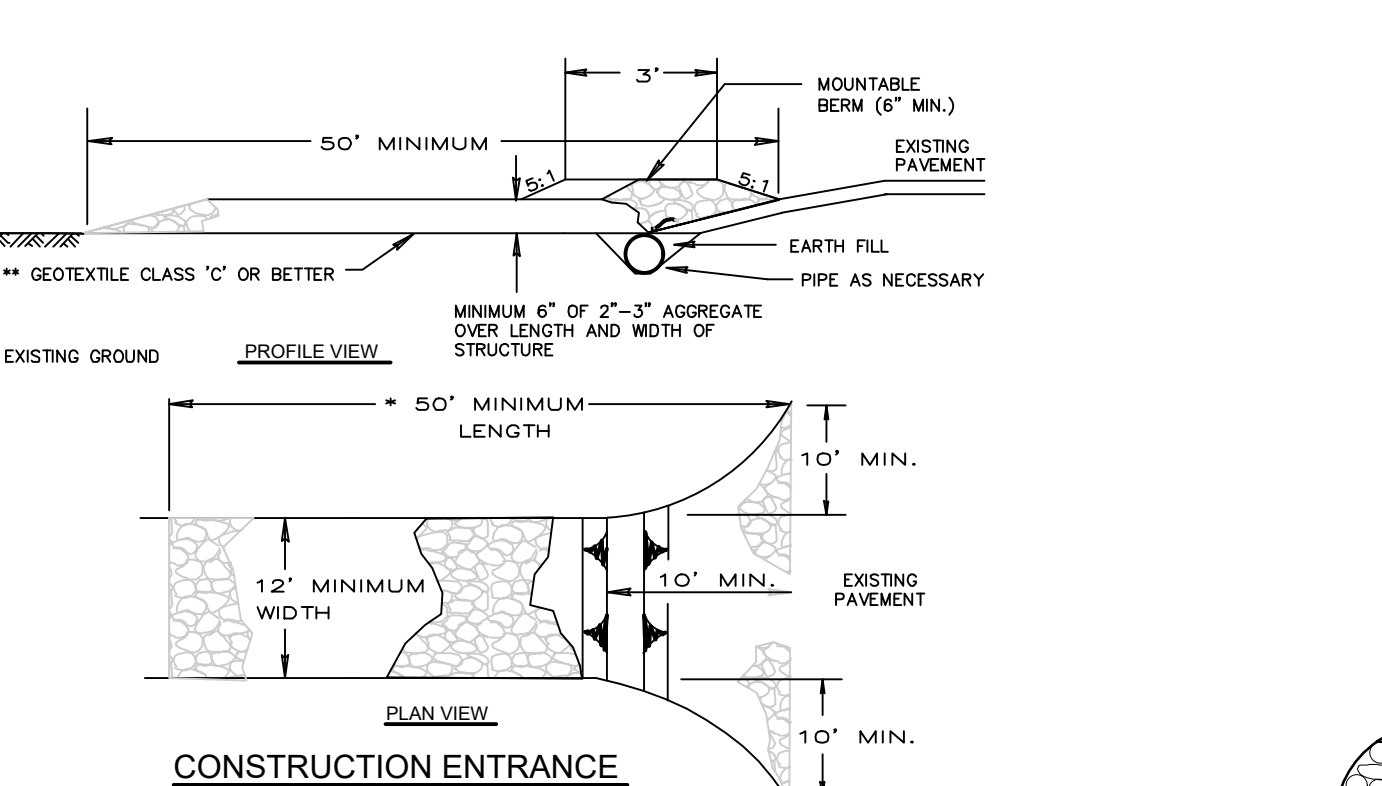 3'
MOUNTABLE
BERM (6" MIN.)
50' MINIMUM
EXISTING
PAVEMENT
5:1
5:1
EARTH FILL
** GEOTEXTILE CLASS 'C' OR BETTER
PIPE AS NECESSARY
MINIMUM 6" OF 2"-3" AGGREGATE
OVER LENGTH AND WIDTH OF
STRUCTURE
EXISTING GROUND
PROFILE VIEW
* 50' MINIMUM
LENGTH
10' MIN.
12' MINIMUM
WIDTH
10' MIN.
EXISTING
PAVEMENT
PLAN VIEW
10' MIN.
CONSTRUCTION ENTRANCE